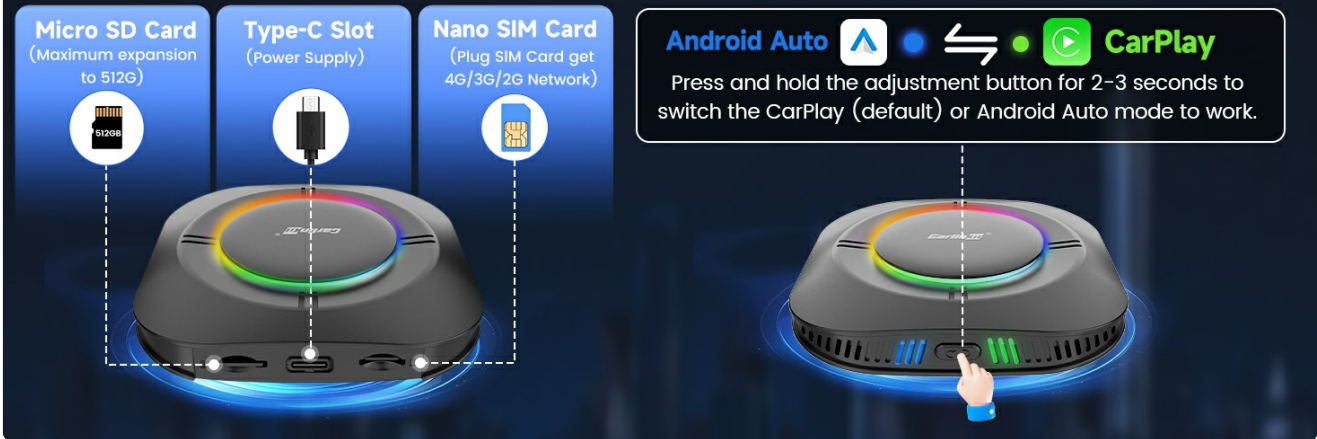 Micro SD Card
(Maximum expansion
to 512G)
512GB
Type-C Slot
(Power Supply)
Nano SIM Card
(Plug SIM Card get
4G/3G/2G Network)
CarlinKit
Android Auto
CarPlay
Press and hold the adjustment button for 2-3 seconds to
switch the CarPlay (default) or Android Auto mode to work.